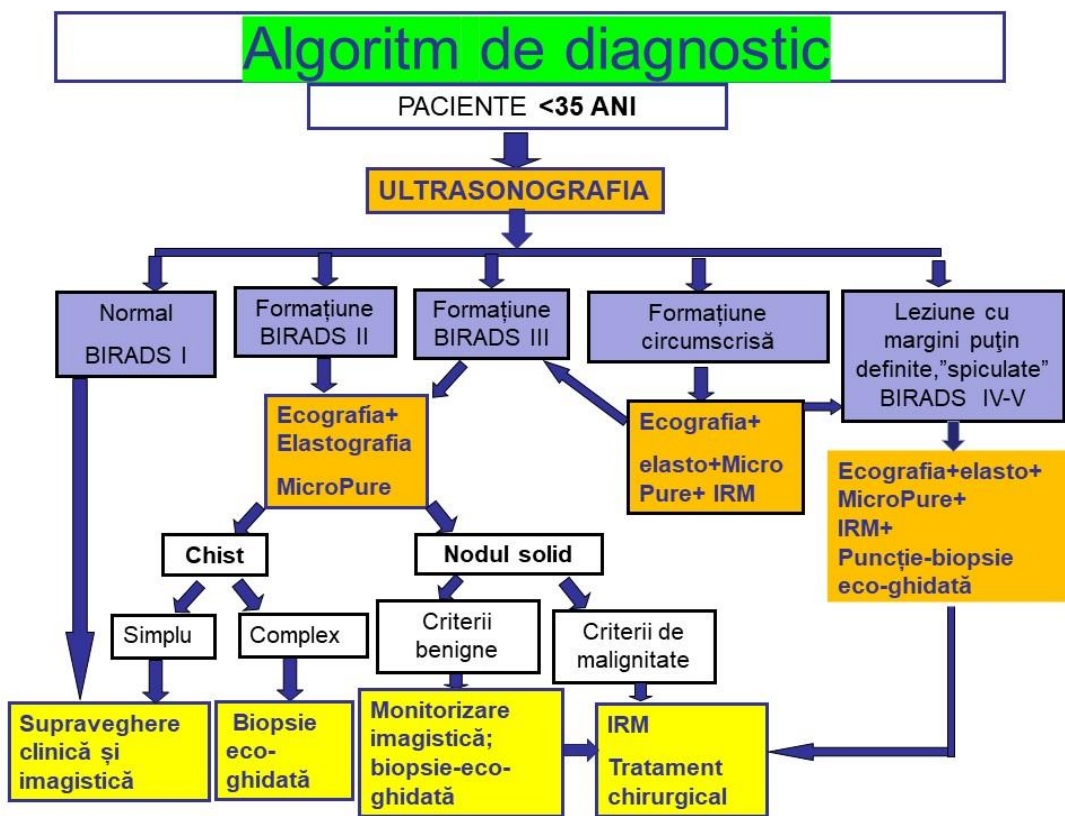 Algoritm de diagnostic
PACIENTE <35 ANI
ULTRASONOGRAFIA
Normal
BIRADS I
Formațiune
BIRADS II
Formațiune
BIRADS III
Formațiune
circumscrisă
Leziune cu
margini puţin
definite,”spiculate”
BIRADS IV-V
Ecografia+
Elastografia
MicroPure
Ecografia+
elasto+Micro
Pure+ IRM
Ecografia+elasto+
MicroPure+
IRM+
Puncție-biopsie
eco-ghidată
Chist
Nodul solid
Simplu
Complex
Criterii
benigne
Criterii de
malignitate
Supraveghere
clinică și
imagistică
Biopsie
eco-
ghidată
Monitorizare
imagistică;
biopsie-eco-
ghidată
IRM
Tratament
chirurgical